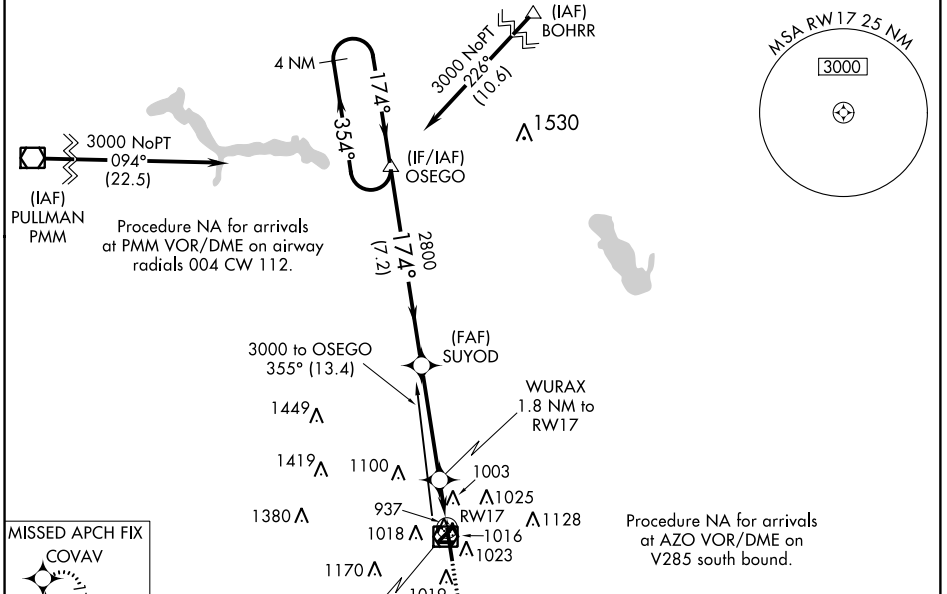 (IAF)
BOHRR
MSA RW17 25 NM
3000
3000 NoPT
226°
(10.6)
4 NM
174°
354°
1530
3000 NoPT
094°
(22.5)
(IF/IAF)
OSEGO
(IAF)
PULLMAN
PMM
Procedure NA for arrivals
at PMM VOR/DME on airway
radials 004 CW 112.
2800
174°
(7.2)
(FAF)
SUYOD
3000 to OSEGO
355° (13.4)
WURAX
1.8 NM to
RW17
1449
1419
1100
1003
1025
1380
937
RW17
1018
1016
1128
1023
1170
Procedure NA for arrivals
at AZO VOR/DME on
V285 south bound.
MISSED APCH FIX
COVAV